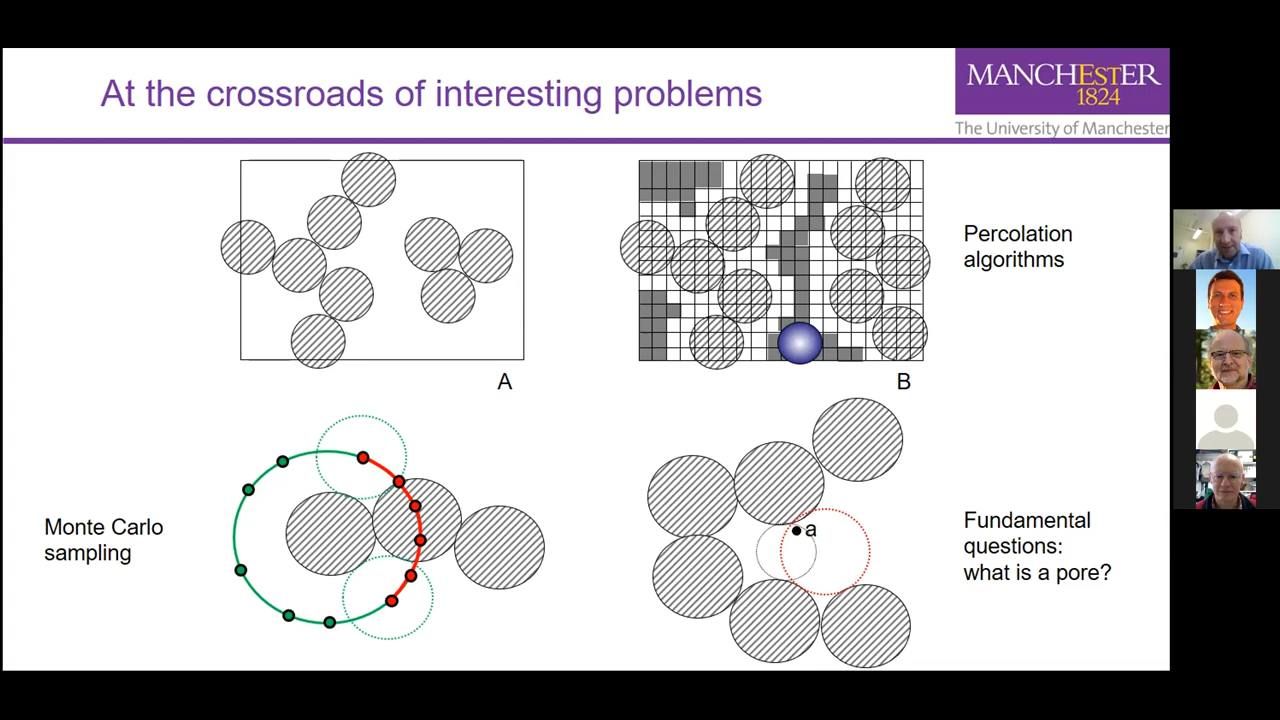 At the crossroads of interesting problems
MANCHEstER
1824
The University of Manchester
A
B
Percolation
algorithms
Monte Carlo
sampling
a
Fundamental
questions:
what is a pore?